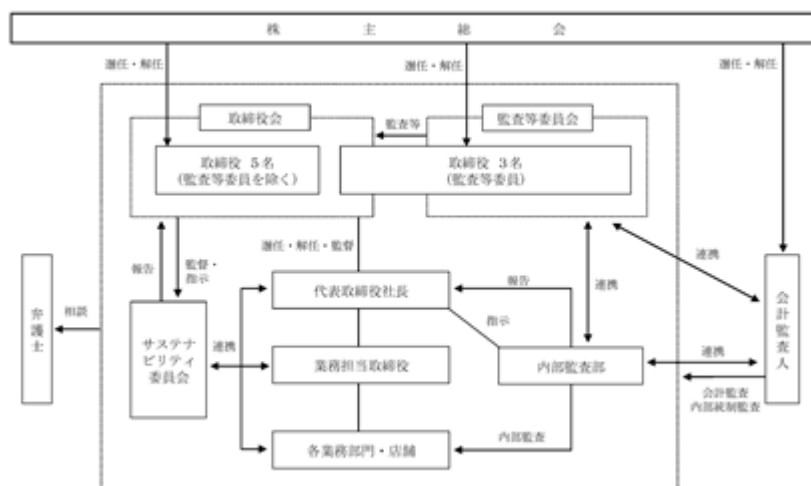 株主総会
選任・解任
選任・解任
選任・解任
取締役会
監査等
監査等委員会
取締役 5名
(監査等委員を除く)
取締役 3名
(監査等委員)
選任・解任・監督
報告
監督・
指示
連携
連携
弁護士
相談
代表取締役社長
報告
会計監査人
サステナ
ビリティ
委員会
連携
指示
業務担当取締役
内部監査部
連携
会計監査
内部統制監査
各業務部門・店舗
内部監査